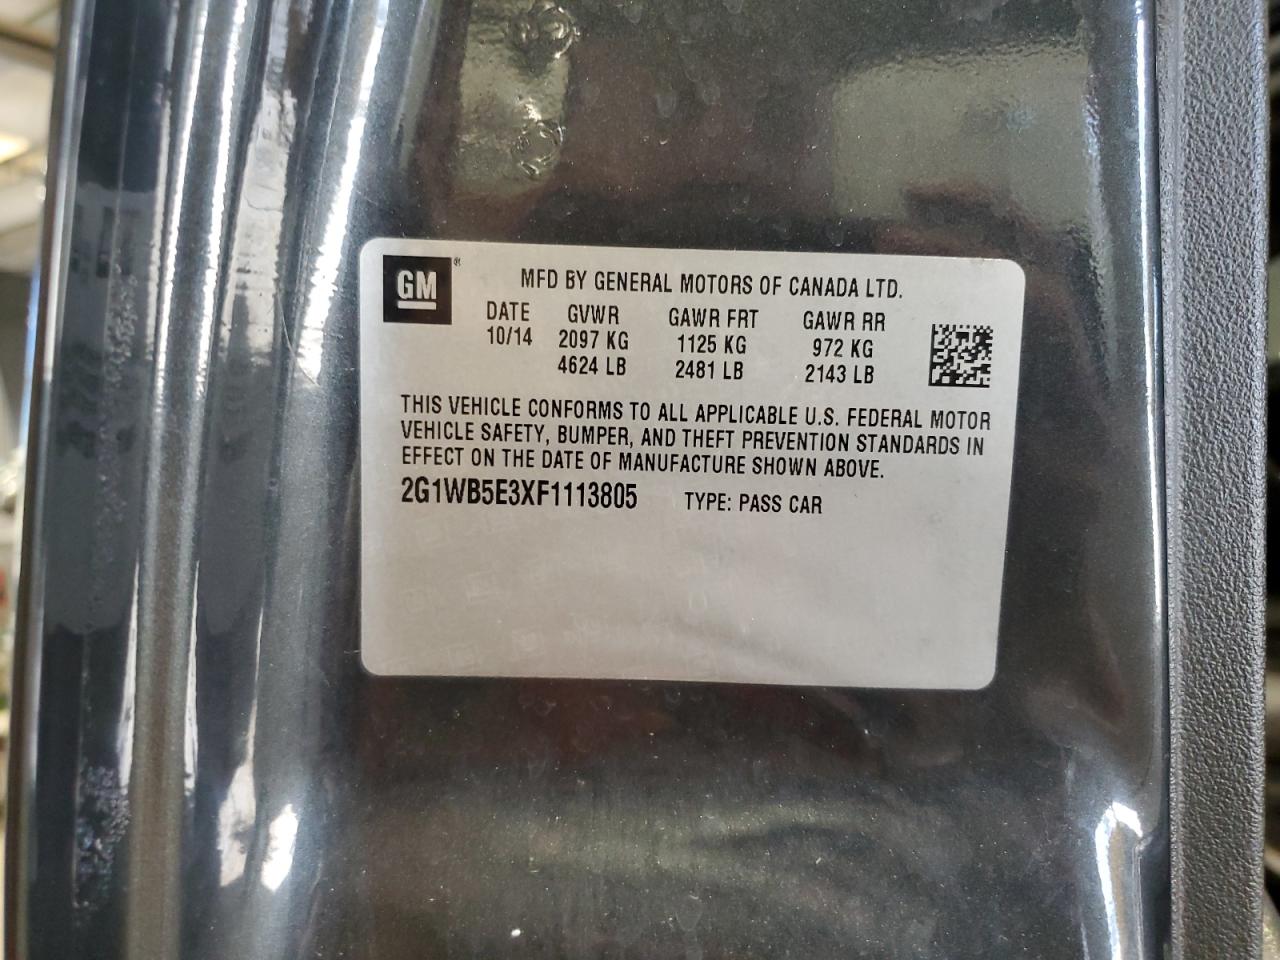 GM®
MFD BY GENERAL MOTORS OF CANADA LTD.
DATE GVWR GAWR FRT GAWR RR
10/14 2097 KG 1125 KG 972 KG
4624 LB 2481 LB 2143 LB
THIS VEHICLE CONFORMS TO ALL APPLICABLE U.S. FEDERAL MOTOR
VEHICLE SAFETY, BUMPER, AND THEFT PREVENTION STANDARDS IN
EFFECT ON THE DATE OF MANUFACTURE SHOWN ABOVE.
2G1WB5E3XF1113805 TYPE: PASS CAR